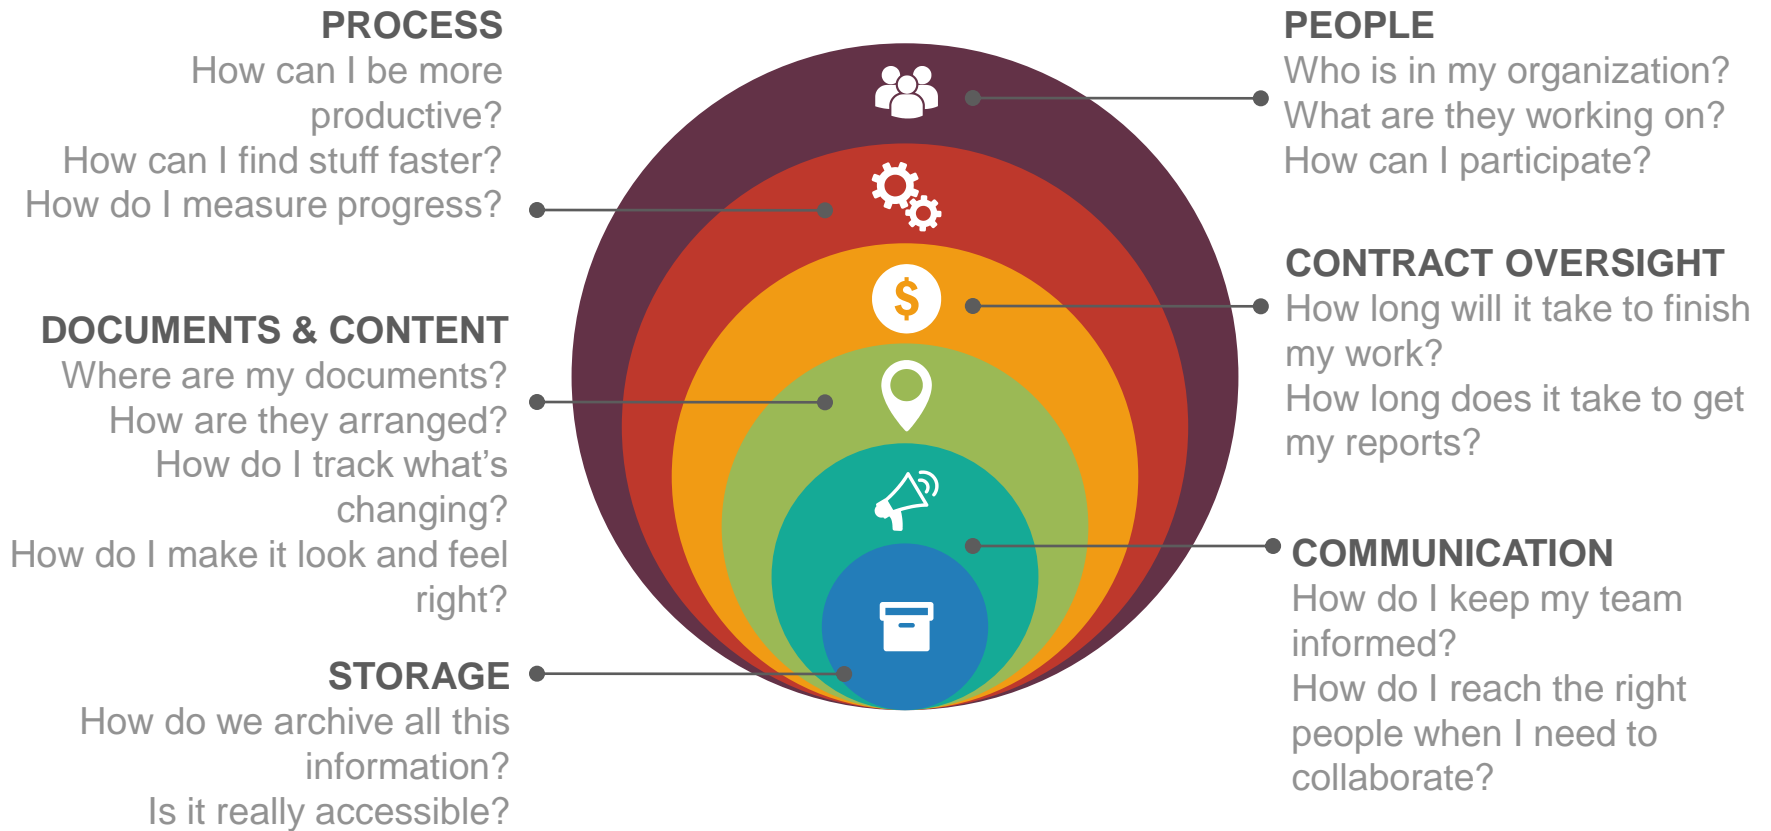 PROCESS
How can I be more
productive?
How can I find stuff faster?
How do I measure progress?
DOCUMENTS & CONTENT
Where are my documents?
How are they arranged?
How do I track what's
changing?
How do I make it look and feel
right?
STORAGE
How do we archive all this
information?
Is it really accessible?
$
PEOPLE
Who is in my organization?
What are they working on?
How can I participate?
CONTRACT OVERSIGHT
How long will it take to finish
my work?
How long does it take to get
my reports?
COMMUNICATION
How do I keep my team
informed?
How do I reach the right
people when I need to
collaborate?